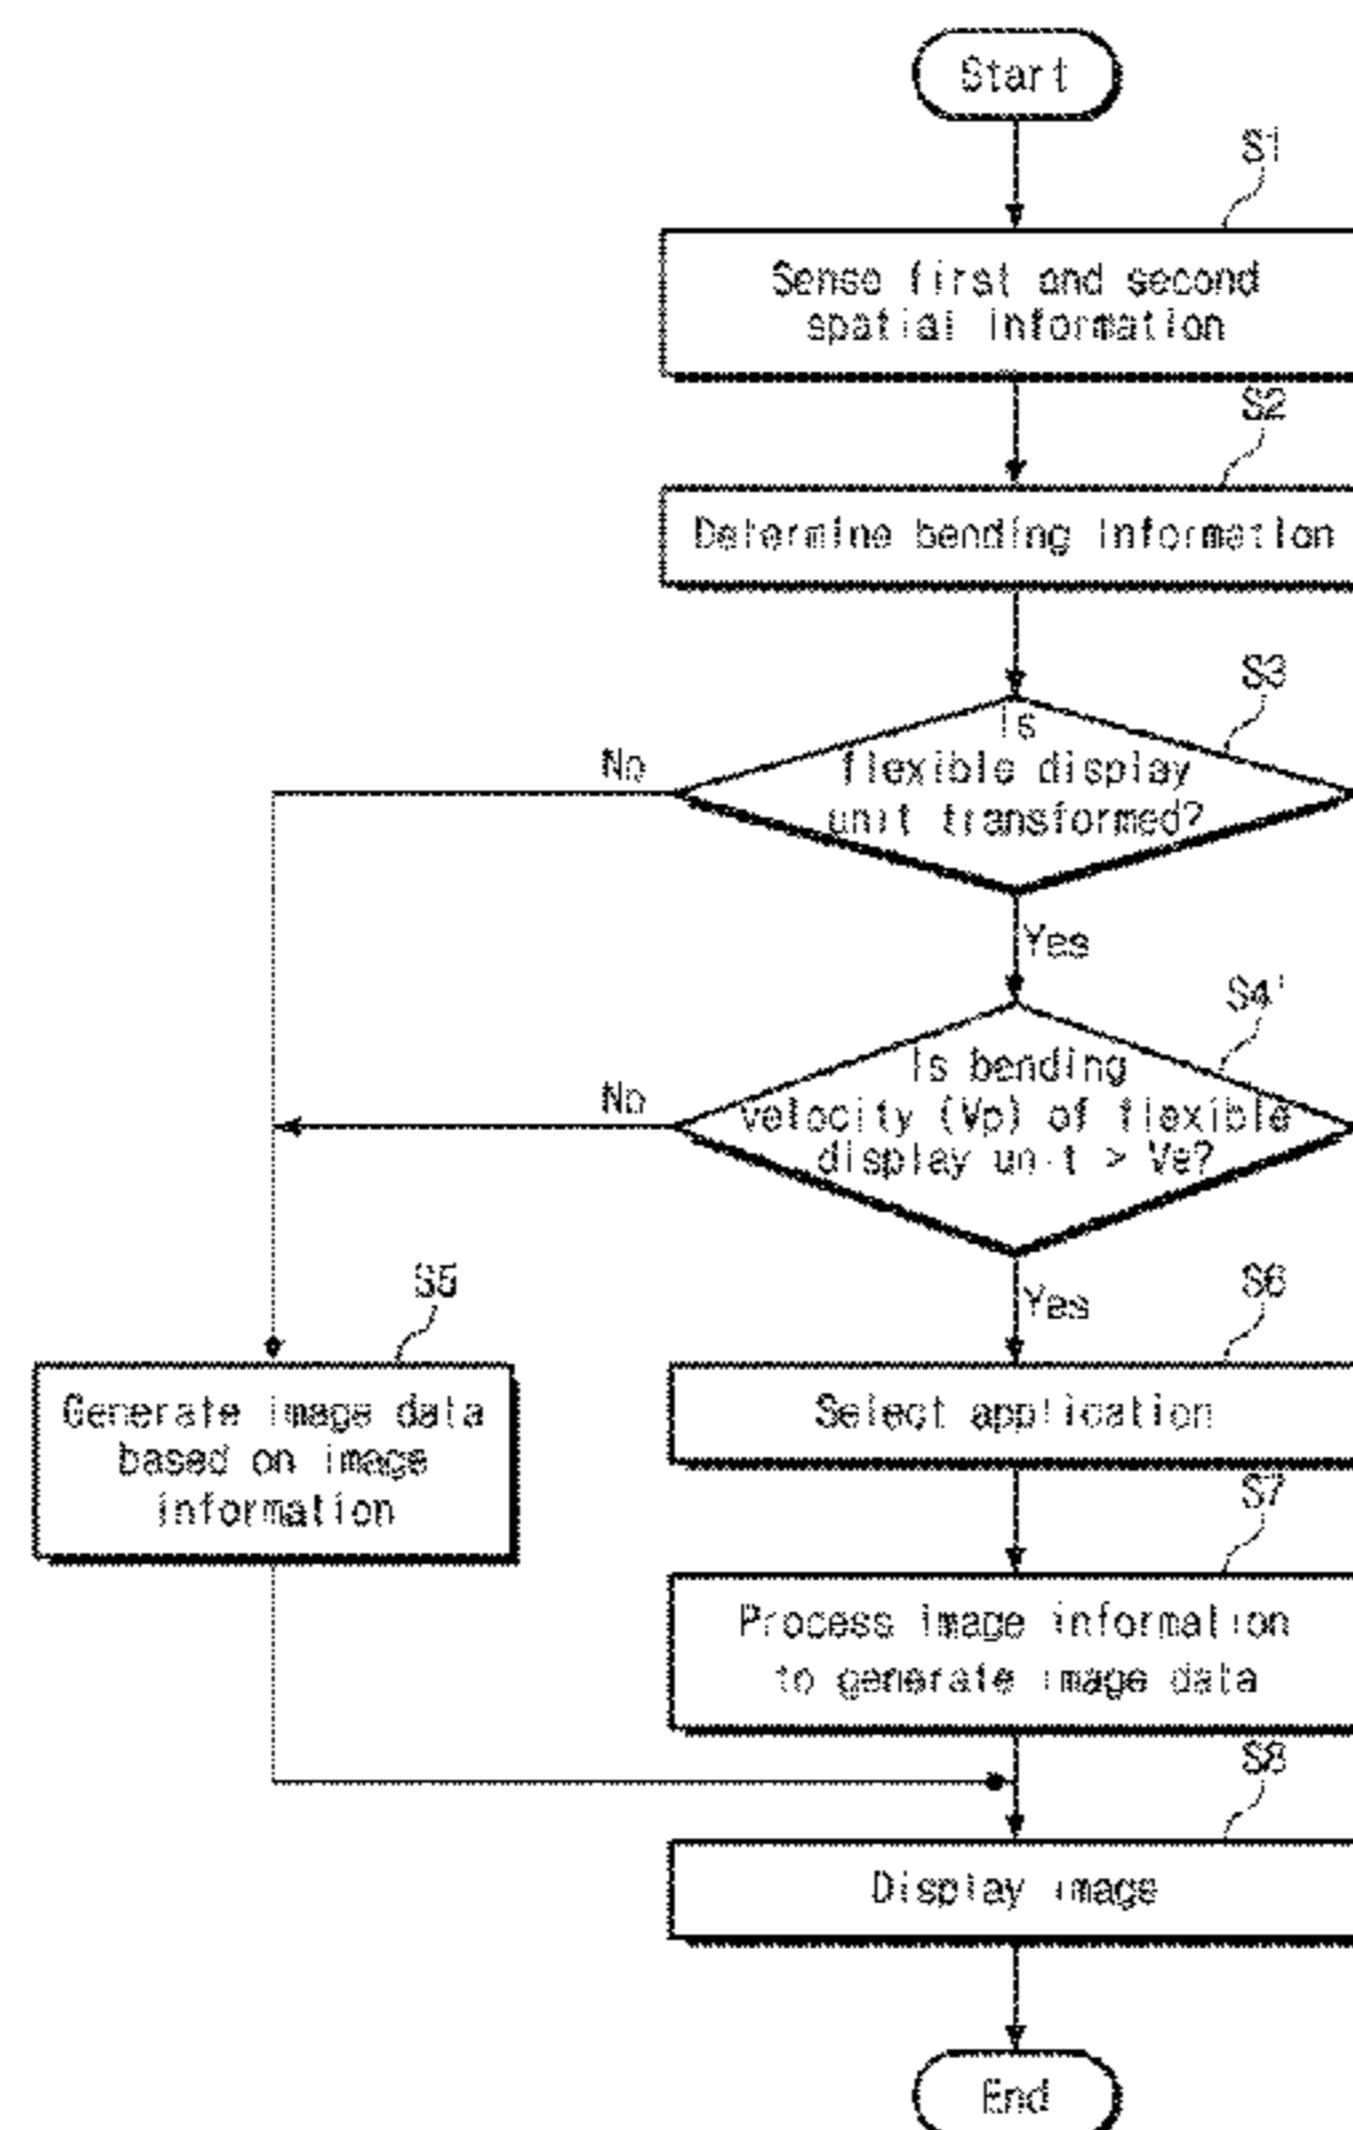 Start
S1
Sense first and second
spatial information
S2
Determine bending information
S3
Is
flexible display
unit transformed?
No
Yes
S4'
Is bending
velocity (Vp) of flexible
display unit > Ve?
No
Yes
S5
Generate image data
based on image
information
S6
Select application
S7
Process image information
to generate image data
S8
Display image
End